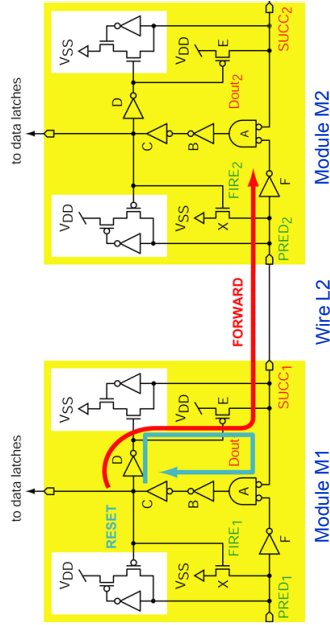 to data latches
to data latches
VDD
RESET
D
VSS
FORWARD
VDD
D
VSS
C
C
VSS
X
B
VDD
E
VSS
X
B
VDD
E
FIRE1
A
Dout
FIRE2
A
Dout2
F
F
PRED1
SUCC1
PRED2
SUCC2
Module M1
Wire L2
Module M2